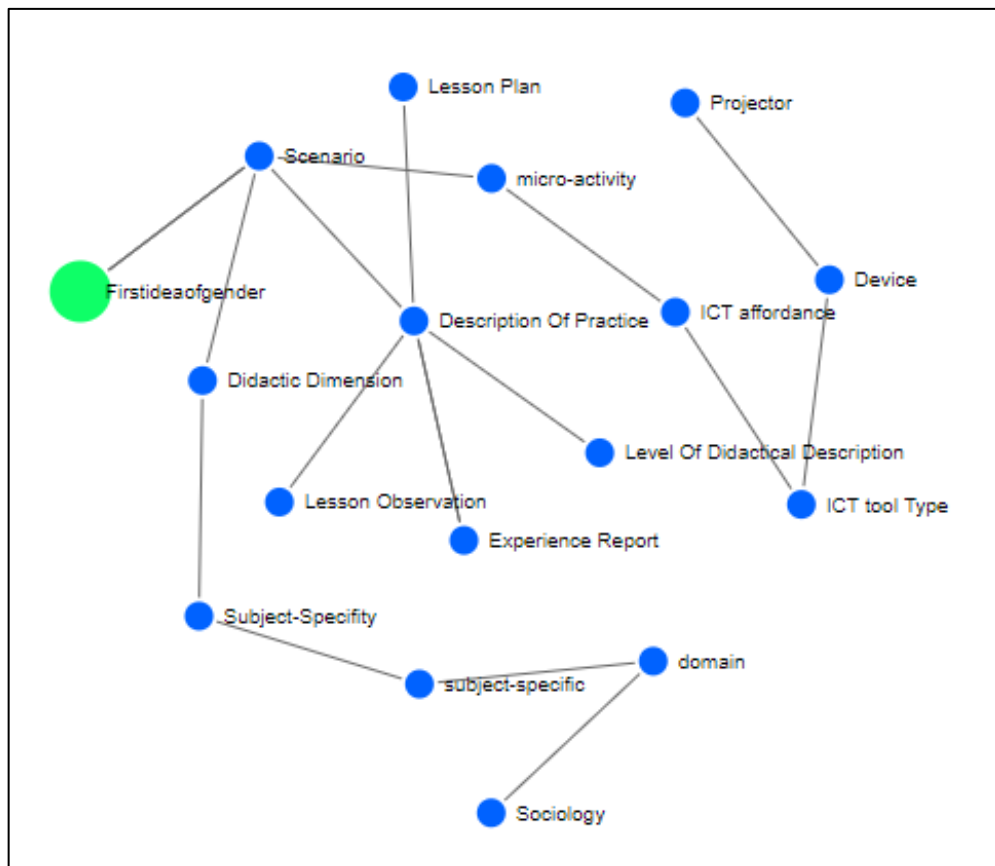 Lesson Plan
Projector
Scenario
micro-activity
Device
Firstideaofgender
ICT affordance
Description Of Practice
Didactic Dimension
Level Of Didactical Description
Lesson Observation
ICT tool Type
Experience Report
Subject-Specifity
domain
subject-specific
Sociology